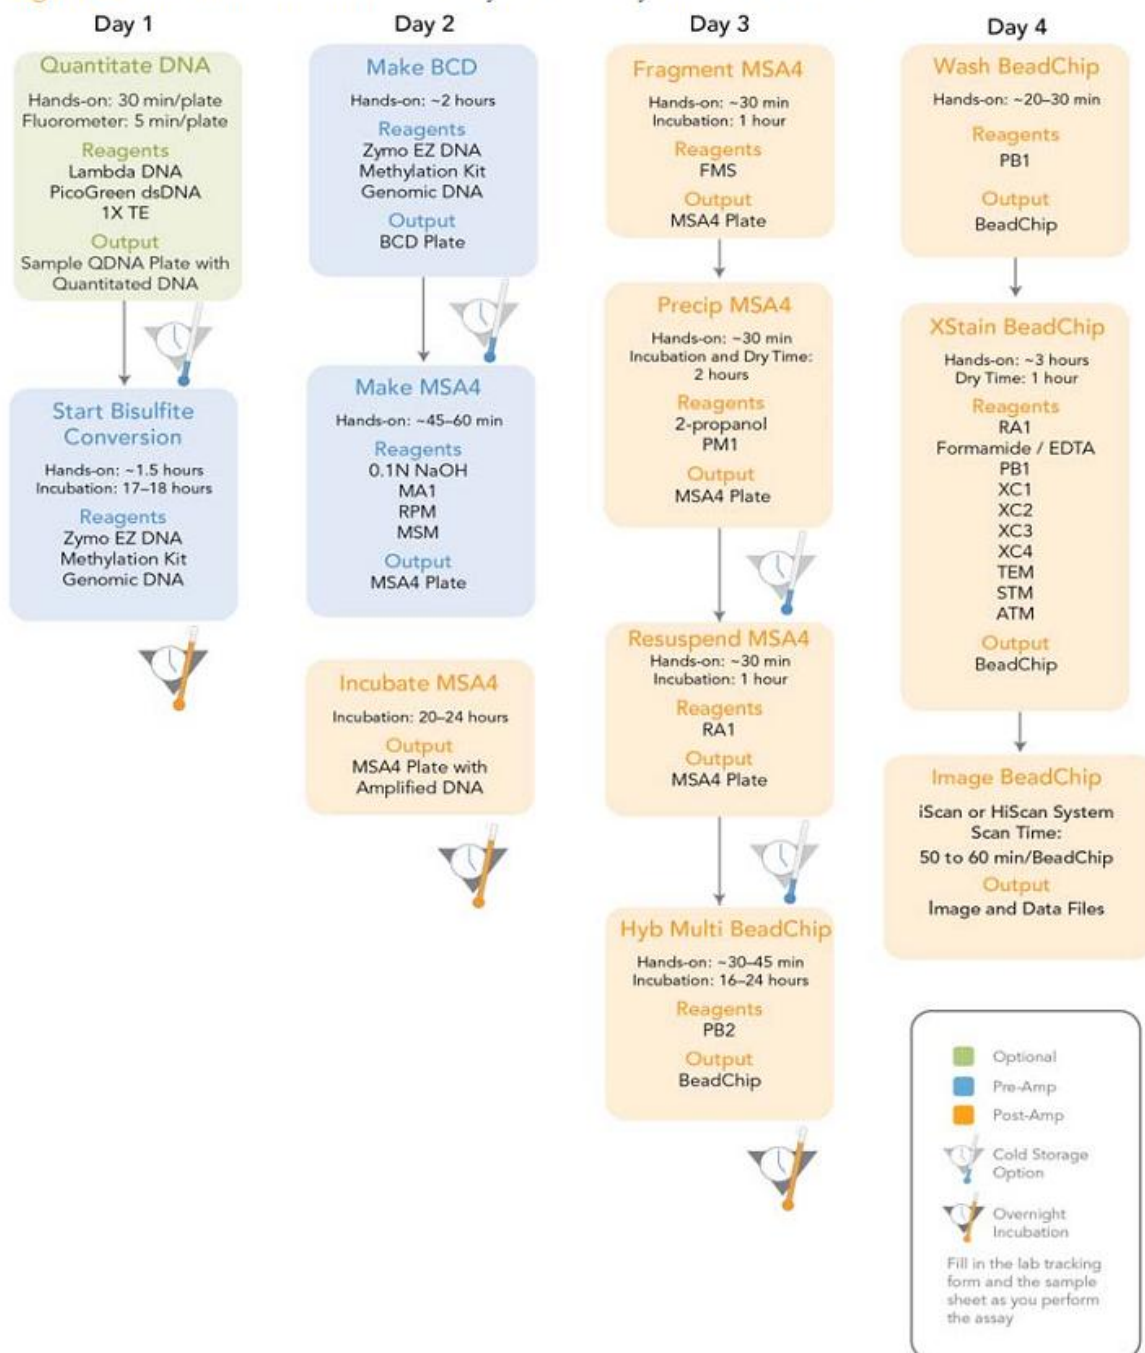 Day 1
Quantitate DNA
Hands-on: 30 min/plate
Fluorometer: 5 min/plate
Reagents
Lambda DNA
PicoGreen dsDNA
1X TE
Output
Sample QDNA Plate with
Quantitated DNA
Start Bisulfite
Conversion
Hands-on: ~1.5 hours
Incubation: 17–18 hours
Reagents
Zymo EZ DNA
Methylation Kit
Genomic DNA
Day 2
Make BCD
Hands-on: ~2 hours
Reagents
Zymo EZ DNA
Methylation Kit
Genomic DNA
Output
BCD Plate
Make MSA4
Hands-on: ~45–60 min
Reagents
0.1N NaOH
MA1
RPM
MSM
Output
MSA4 Plate
Incubate MSA4
Incubation: 20–24 hours
Output
MSA4 Plate with
Amplified DNA
Day 3
Fragment MSA4
Hands-on: ~30 min
Incubation: 1 hour
Reagents
FMS
Output
MSA4 Plate
Precip MSA4
Hands-on: ~30 min
Incubation and Dry Time:
2 hours
Reagents
2-propanol
PM1
Output
MSA4 Plate
Resuspend MSA4
Hands-on: ~30 min
Incubation: 1 hour
Reagents
RA1
Output
MSA4 Plate
Hyb Multi BeadChip
Hands-on: ~30–45 min
Incubation: 16–24 hours
Reagents
PB2
Output
BeadChip
Day 4
Wash BeadChip
Hands-on: ~20–30 min
Reagents
PB1
Output
BeadChip
XStain BeadChip
Hands-on: ~3 hours
Dry Time: 1 hour
Reagents
RA1
Formamide / EDTA
PB1
XC1
XC2
XC3
XC4
TEM
STM
ATM
Output
BeadChip
Image BeadChip
iScan or HiScan System
Scan Time:
50 to 60 min/BeadChip
Output
Image and Data Files
Optional
Pre-Amp
Post-Amp
Cold Storage
Option
Overnight
Incubation
Fill in the lab tracking
form and the sample
sheet as you perform
the assay